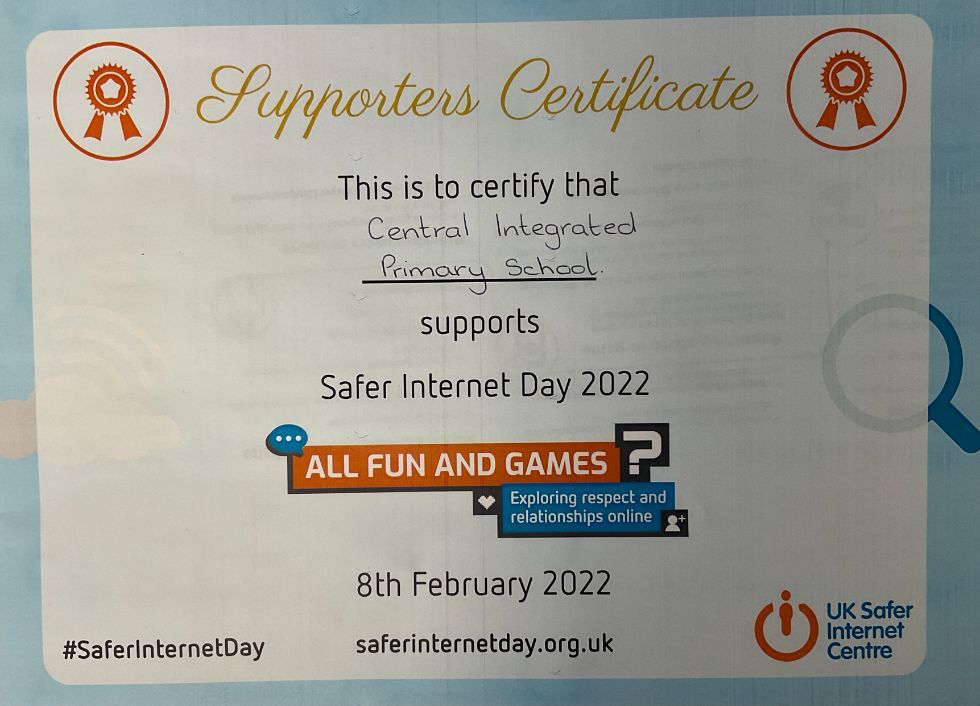 Supporters Certificate
This is to certify that
Central Integrated
Primary School.
supports
Safer Internet Day 2022
ALL FUN AND GAMES ?
Exploring respect and
relationships online
8th February 2022
#SaferInternetDay
saferinternetday.org.uk
UK Safer
Internet
Centre